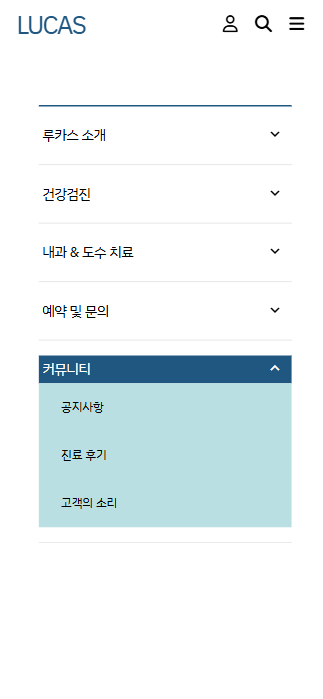 LUCAS
루카스 소개
건강검진
내과 & 도수 치료
예약 및 문의
커뮤니티
공지사항
진료 후기
고객의 소리